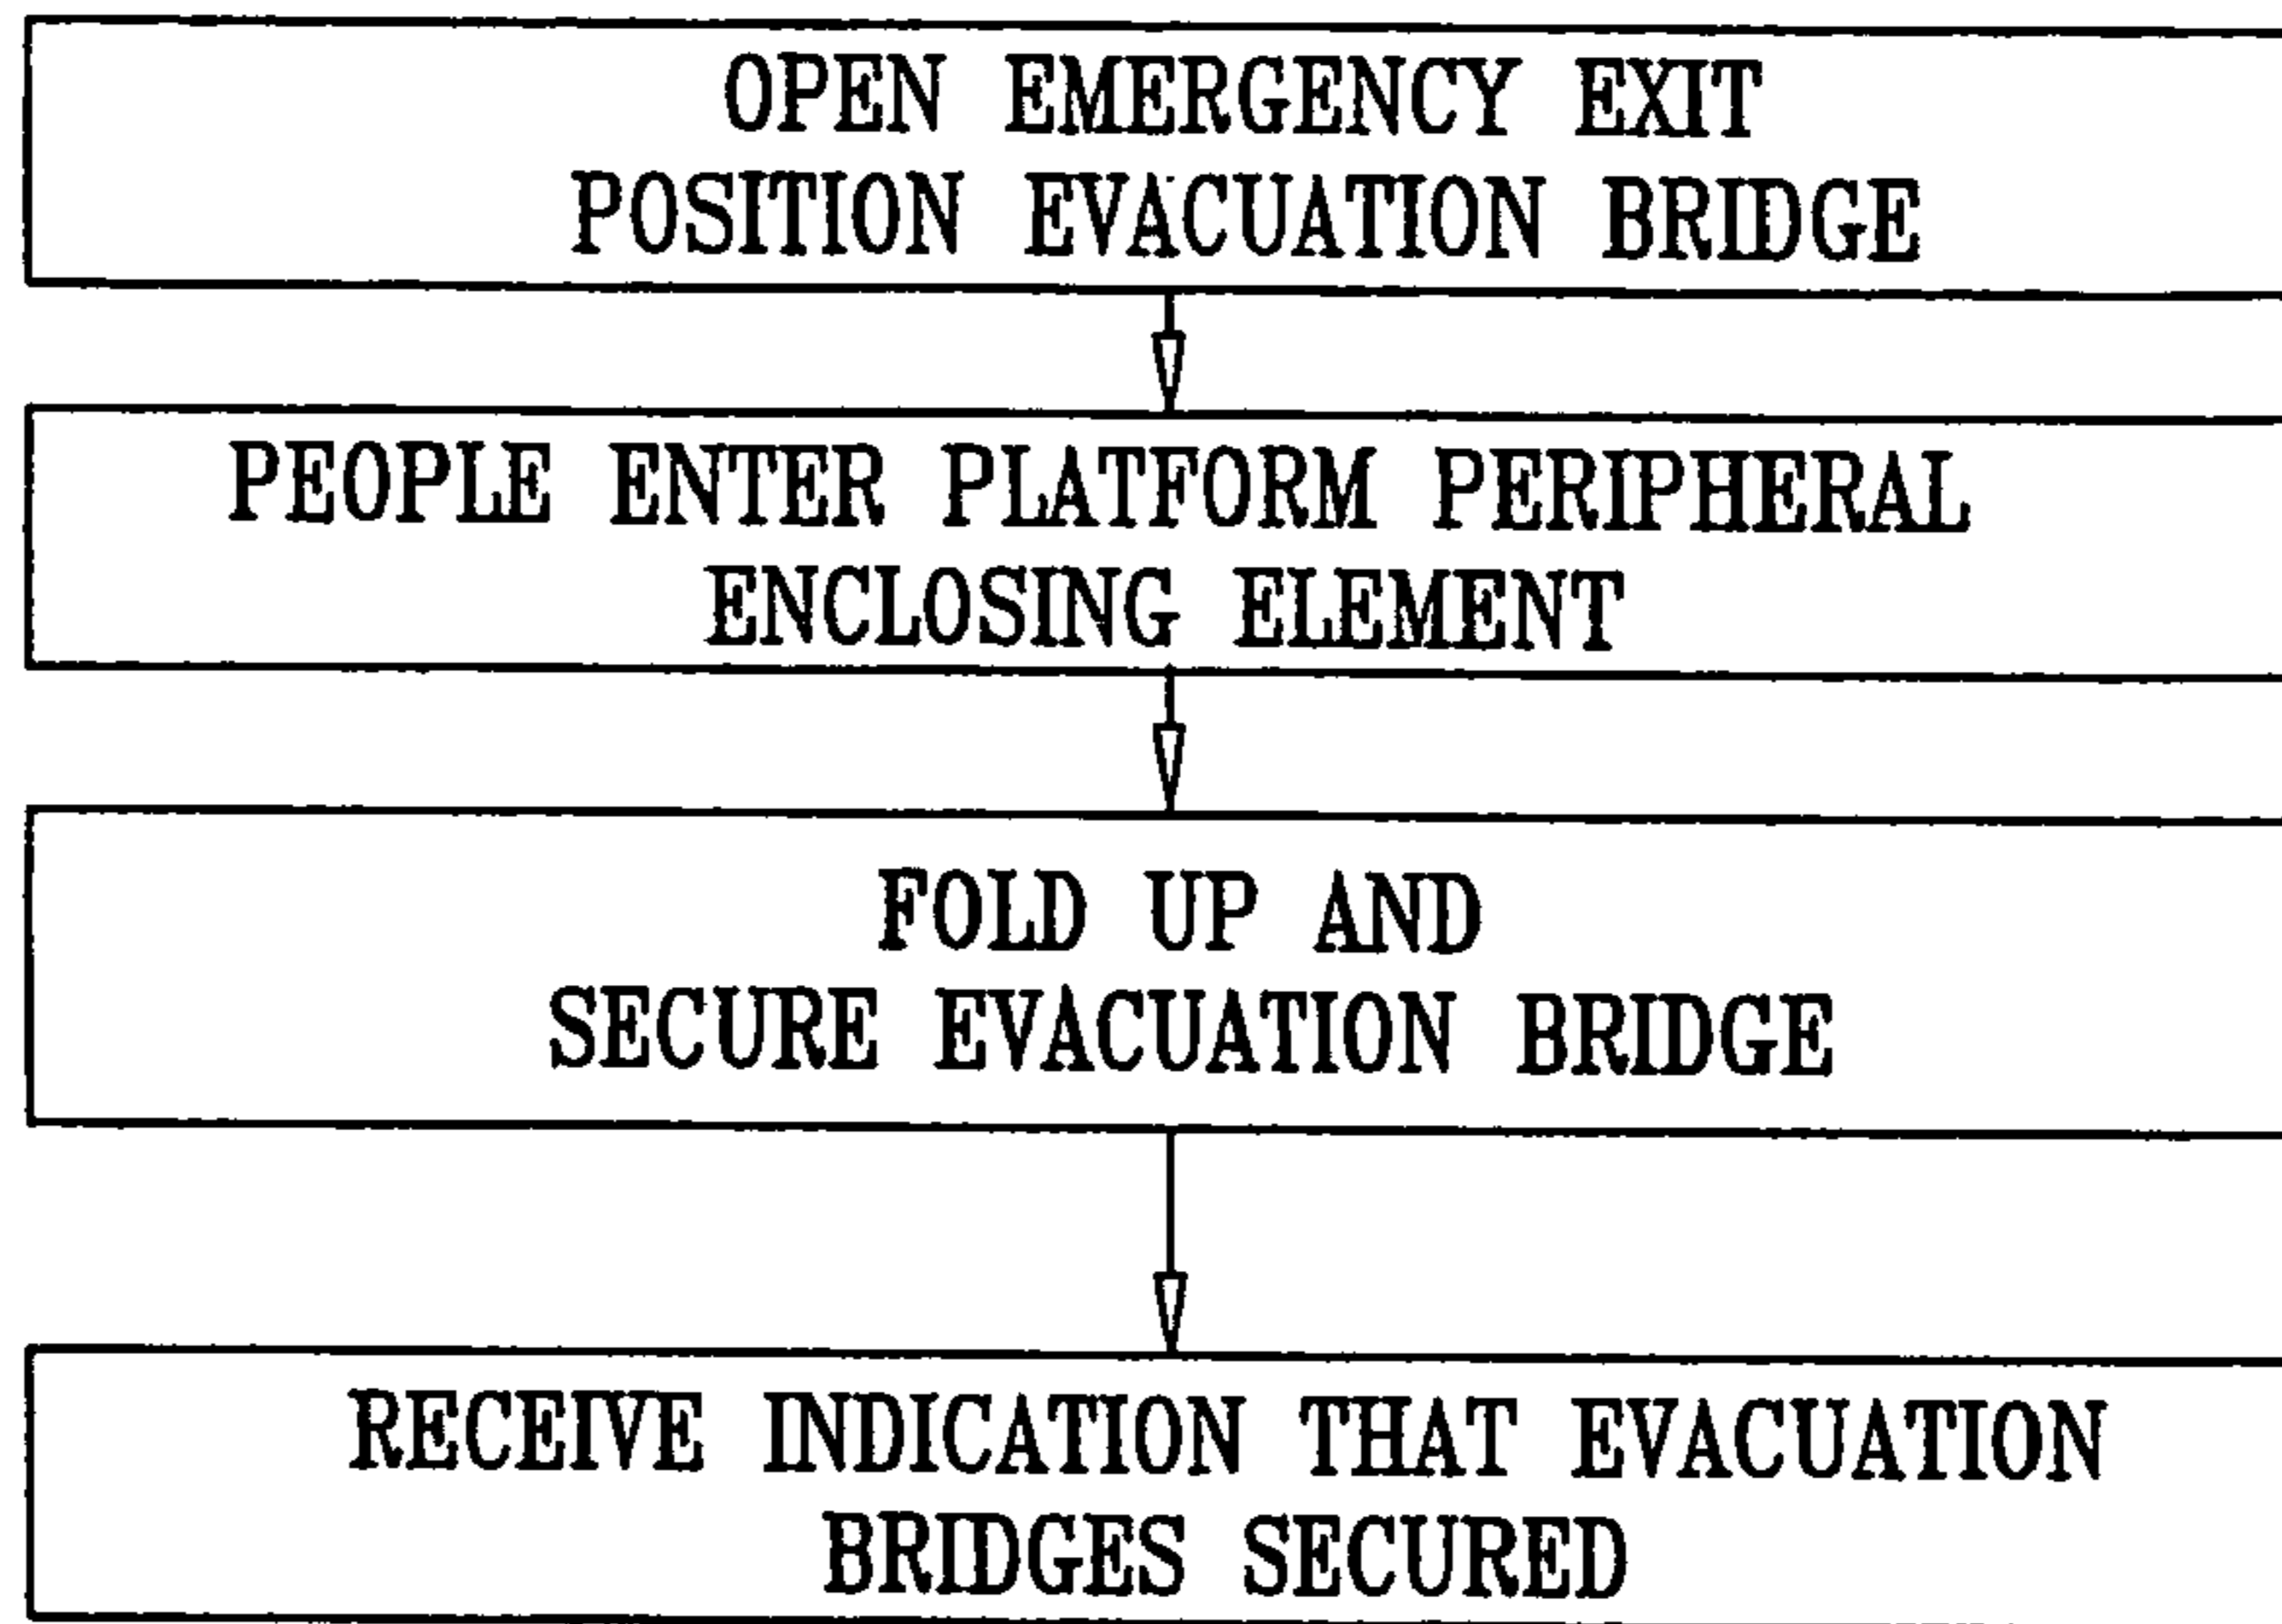 OPEN EMERGENCY EXIT
POSITION EVACUATION BRIDGE
PEOPLE ENTER PLATFORM PERIPHERAL
ENCLOSING ELEMENT
FOLD UP AND
SECURE EVACUATION BRIDGE
RECEIVE INDICATION THAT EVACUATION
BRIDGES SECURED